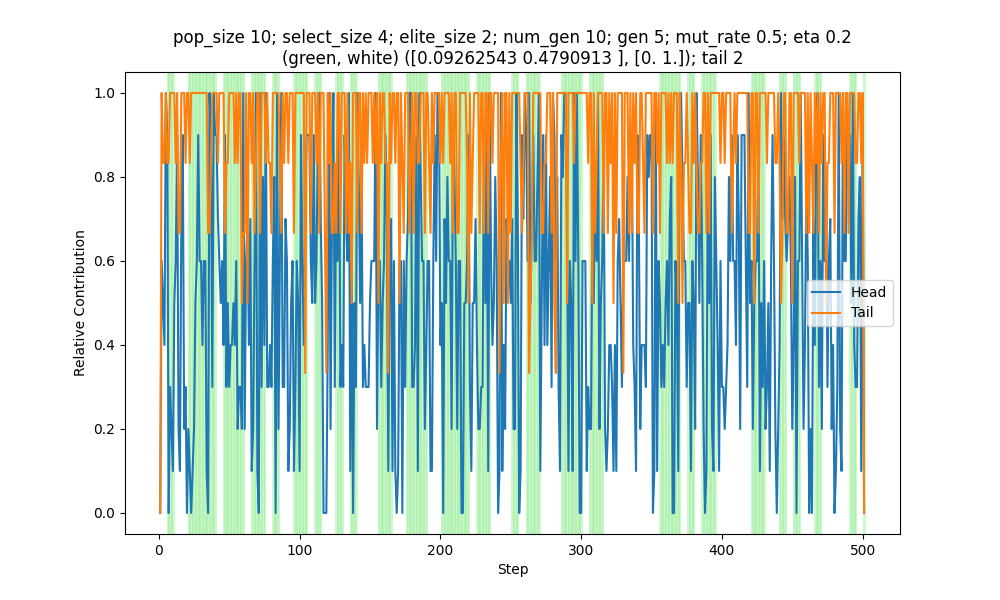 pop_size 10; select_size 4; elite_size 2; num_gen 10; gen 5; mut_rate 0.5; eta 0.2
(green, white) ([0.09262543 0.4790913 ], [0. 1.]); tail 2
1.0
0.8
0.6
0.4
0.2
0.0
Relative Contribution
Head
Tail
0
100
200
300
400
500
Step